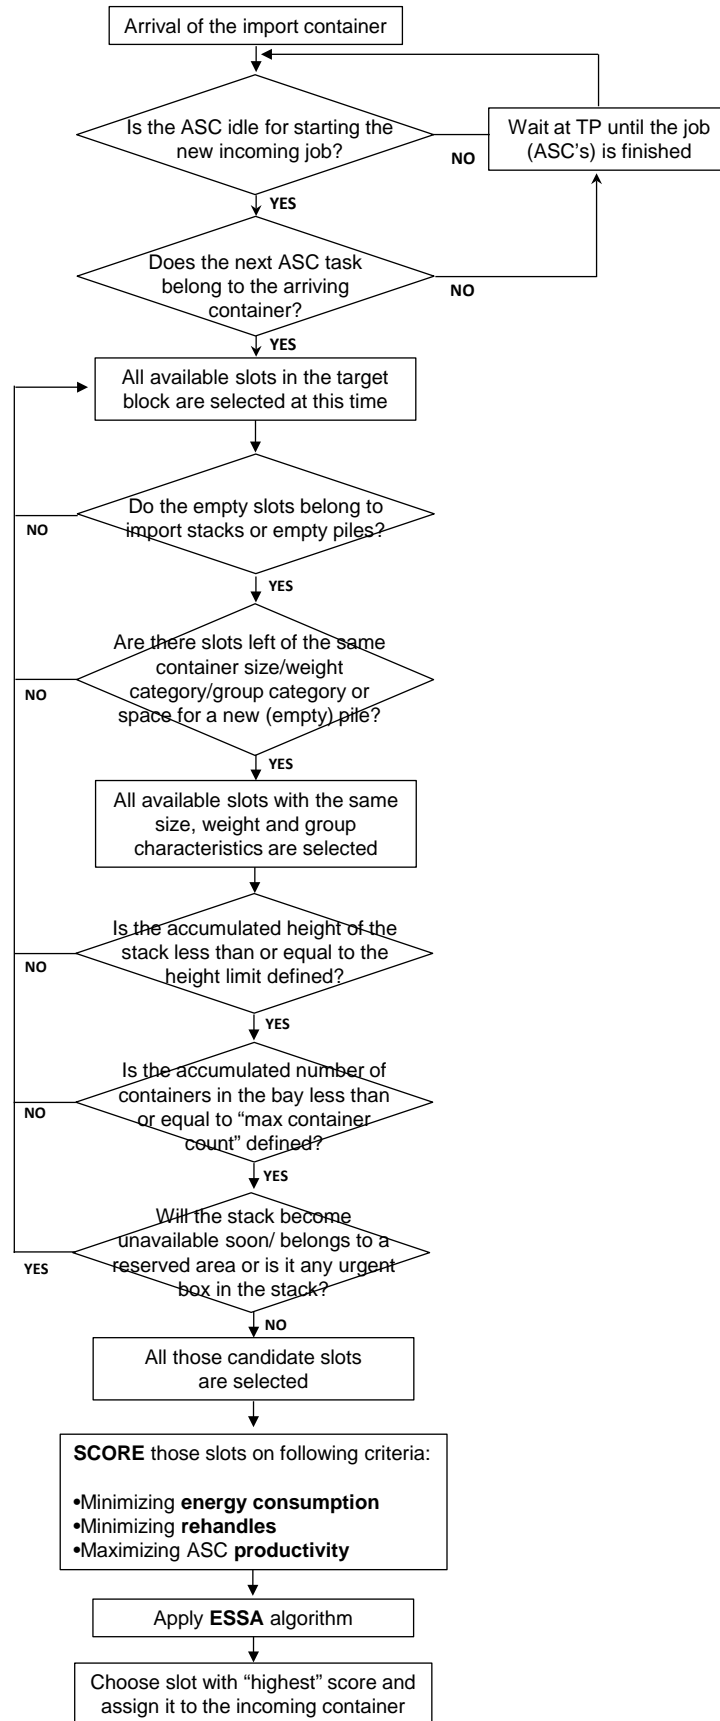 Arrival of the import container
Is the ASC idle for starting the
new incoming job?
NO
Wait at TP until the job
(ASC's) is finished
YES
Does the next ASC task
belong to the arriving
container?
NO
YES
All available slots in the target
block are selected at this time
Do the empty slots belong to
import stacks or empty piles?
NO
YES
Are there slots left of the same
container size/weight
category/group category or
space for a new (empty) pile?
NO
YES
All available slots with the same
size, weight and group
characteristics are selected
Is the accumulated height of the
stack less than or equal to the
height limit defined?
NO
YES
Is the accumulated number of
containers in the bay less than
or equal to “max container
count” defined?
NO
YES
Will the stack become
unavailable soon/ belongs to a
reserved area or is it any urgent
box in the stack?
YES
NO
All those candidate slots
are selected
SCORE those slots on following criteria:
•Minimizing energy consumption
•Minimizing rehandles
•Maximizing ASC productivity
Apply ESSA algorithm
Choose slot with “highest” score and
assign it to the incoming container